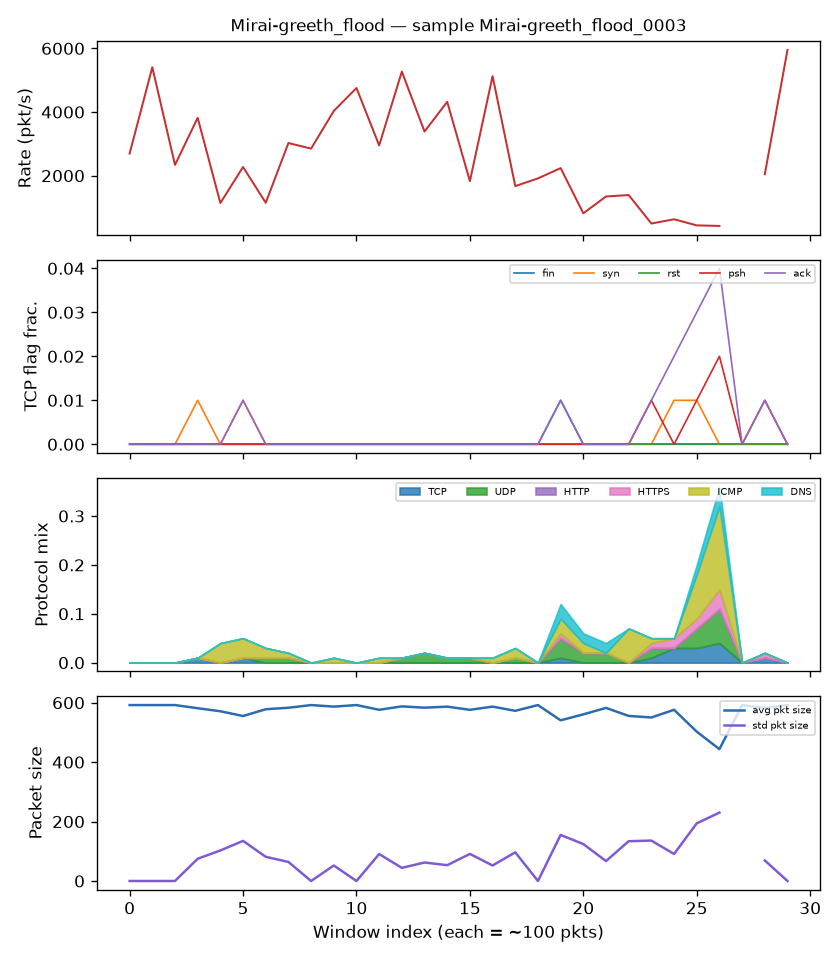 Mirai-greeth_flood — sample Mirai-greeth_flood_0003
6000
4000
2000
Rate (pkt/s)
fin syn rst psh ack
0.04
0.03
0.02
0.01
0.00
TCP flag frac.
TCP UDP HTTP HTTPS ICMP DNS
0.3
0.2
0.1
0.0
Protocol mix
avg pkt size
std pkt size
600
400
200
0
Packet size
0 5 10 15 20 25 30
Window index (each = ~100 pkts)